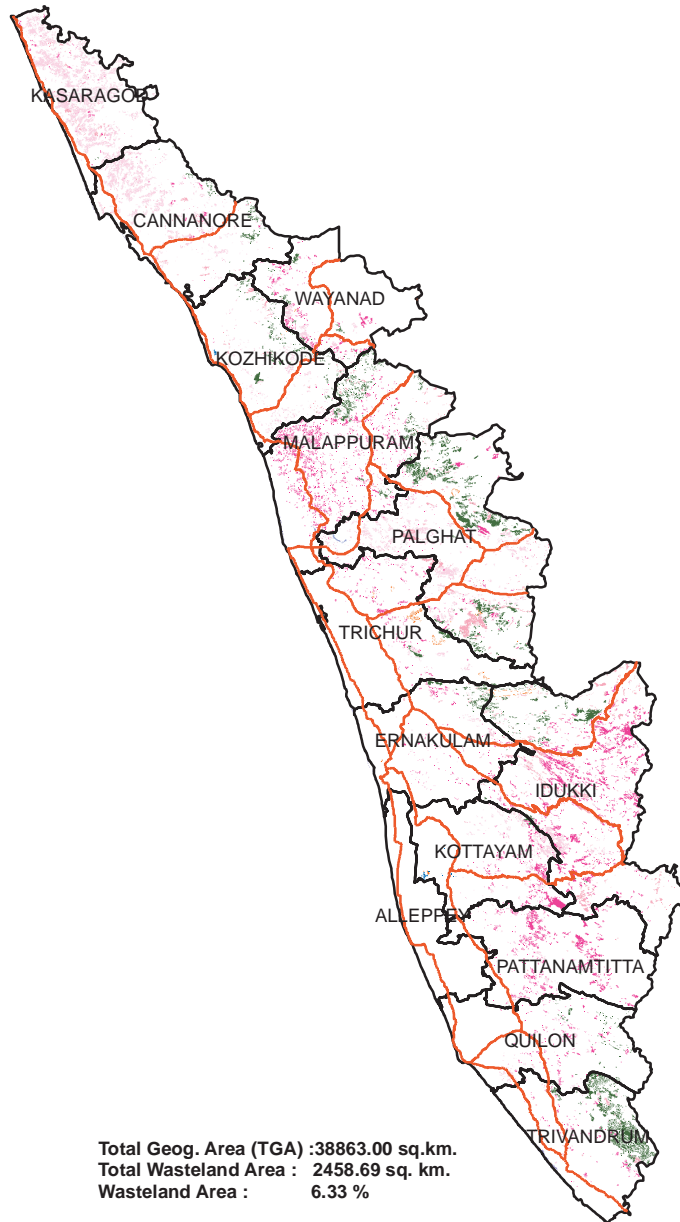 KASARAGOD
CANNANORE
WAYANAD
KOZHIKODE
MALAPPURAM
PALGHAT
TRICHUR
ERNAKULAM
IDUKKI
KOTTAYAM
ALLEPPEY
PATTANAMTITTA
QUILON
TRIVANDRUM
Total Geog. Area (TGA) :38863.00 sq.km.
Total Wasteland Area : 2458.69 sq. km.
Wasteland Area : 6.33 %